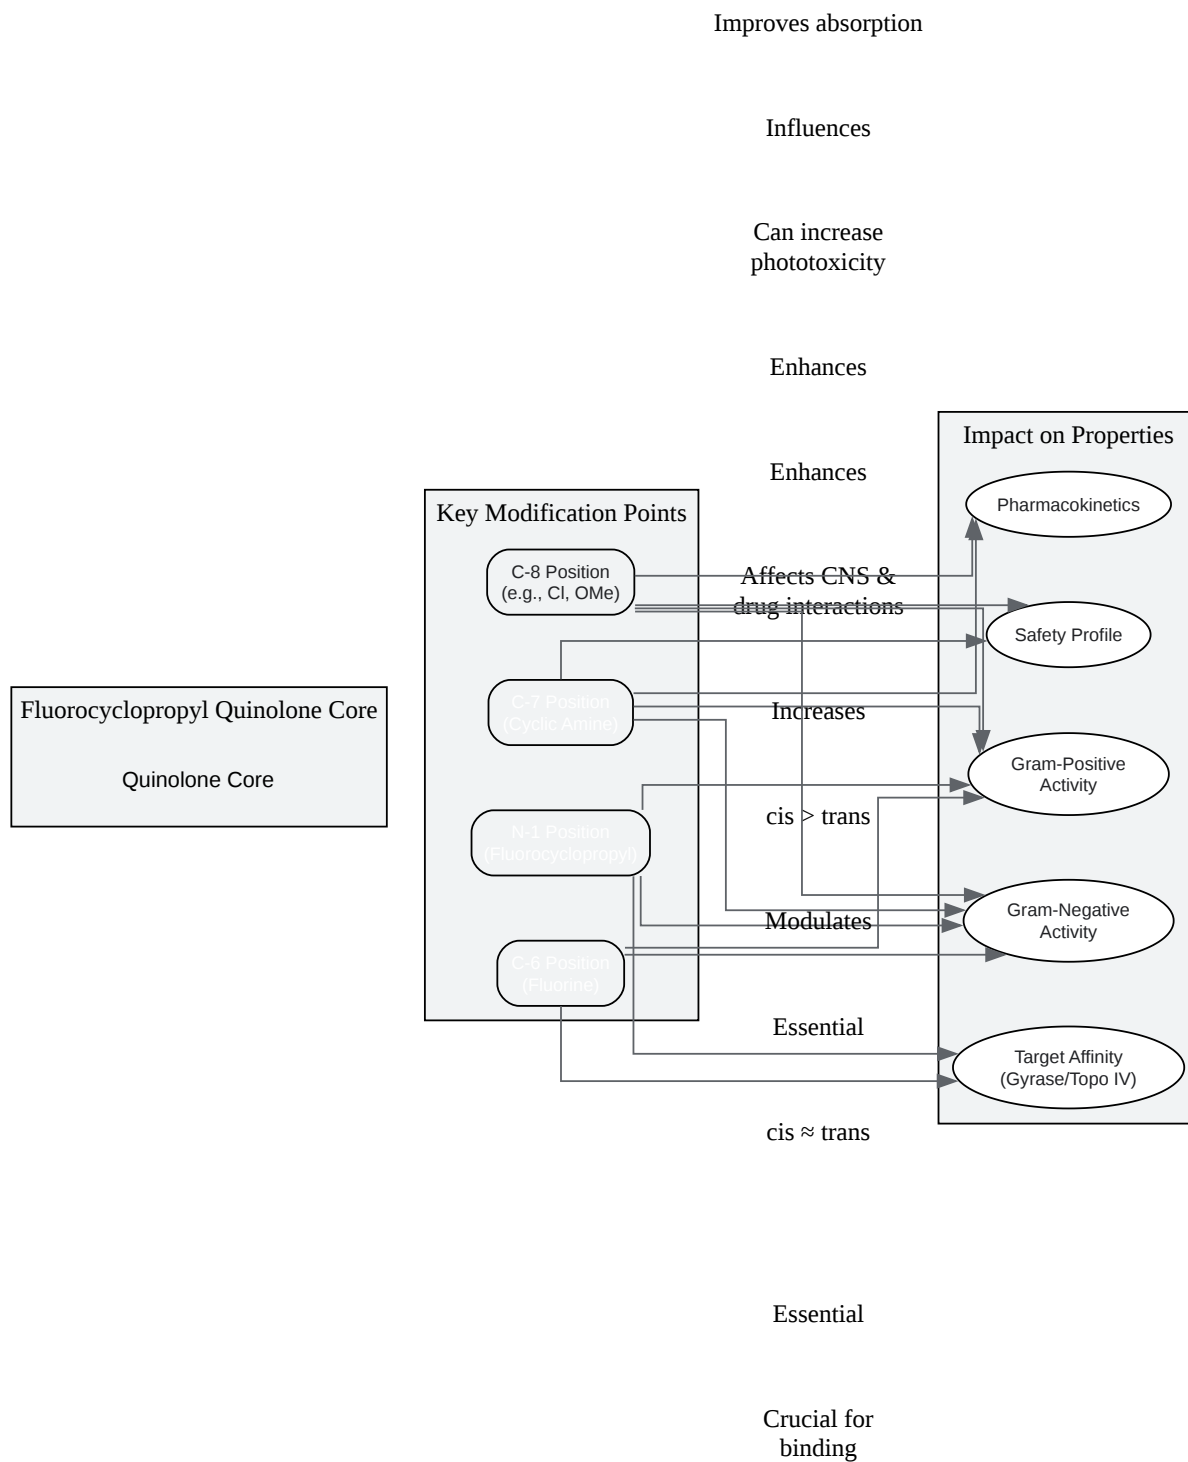 Improves absorption
Influences
Can increase
phototoxicity
Enhances
Enhances
Affects CNS &
drug interactions
Increases
cis > trans
Modulates
Essential
cis ≈ trans
Essential
Crucial for
binding
Fluorocyclopropyl Quinolone Core
Quinolone Core
Key Modification Points
C-8 Position
(e.g., Cl, OMe)
C-7 Position
(Cyclic Amine)
N-1 Position
(Fluorocyclopropyl)
C-6 Position
(Fluorine)
Impact on Properties
Pharmacokinetics
Safety Profile
Gram-Positive
Activity
Gram-Negative
Activity
Target Affinity
(Gyrase/Topo IV)